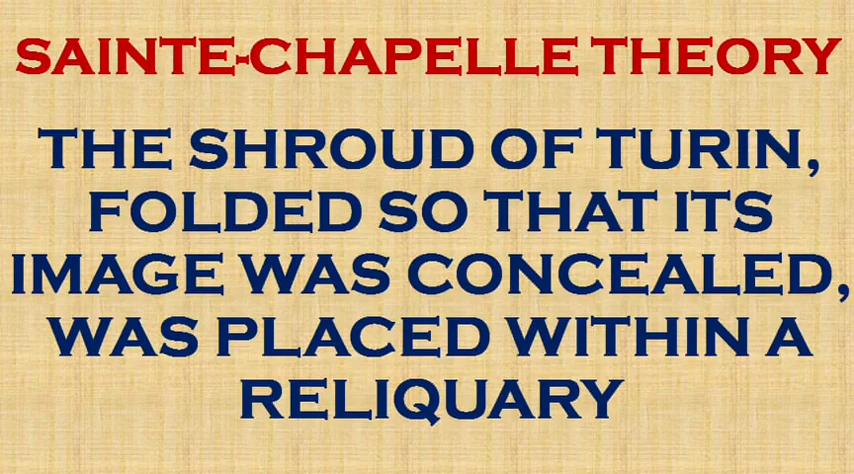 SAINTE-CHAPELLE THEORY
THE SHROUD OF TURIN,
FOLDED SO THAT ITS
IMAGE WAS CONCEALED,
WAS PLACED WITHIN A
RELIQUARY